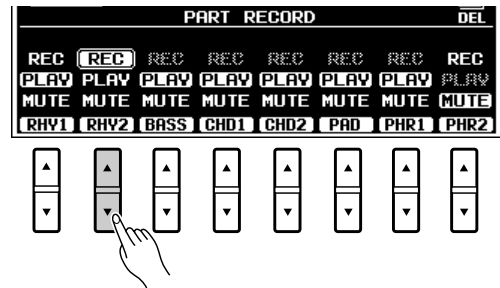 PART RECORD DEL
REC REC REC REC REC REC REC REC
PLAY PLAY PLAY PLAY PLAY PLAY PLAY PLAY
MUTE MUTE MUTE MUTE MUTE MUTE MUTE MUTE
RHY1 RHY2 BASS CHD1 CHD2 PAD PHR1 PHR2